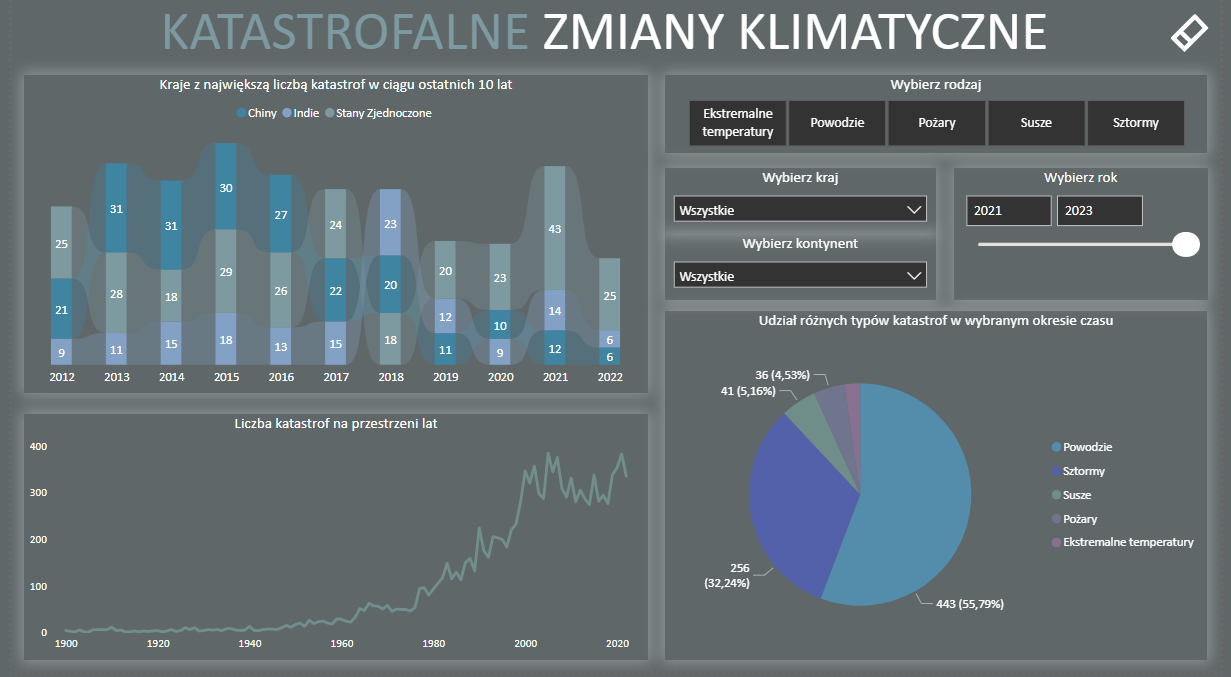 KATASTROFALNE ZMIANY KLIMATYCZNE
Kraje z największą liczbą katastrof w ciągu ostatnich 10 lat
Chiny Indie Stany Zjednoczone
25 21 9
31 28 11
31 18 15
30 29 18
27 26 13
24 22 15
23 20 18
20 12 11
23 10 9
43 14 12
25 6 6
2012 2013 2014 2015 2016 2017 2018 2019 2020 2021 2022
Liczba katastrof na przestrzeni lat
400
300
200
100
0
1900 1920 1940 1960 1980 2000 2020
Wybierz rodzaj
Ekstremalne
temperatury
Powodzie
Pożary
Susze
Sztormy
Wybierz kraj
Wszystkie
Wybierz kontynent
Wszystkie
Wybierz rok
2021 2023
Udział różnych typów katastrof w wybranym okresie czasu
36 (4,53%)
41 (5,16%)
256
(32,24%)
443 (55,79%)
Powodzie
Sztormy
Susze
Pożary
Ekstremalne temperatury